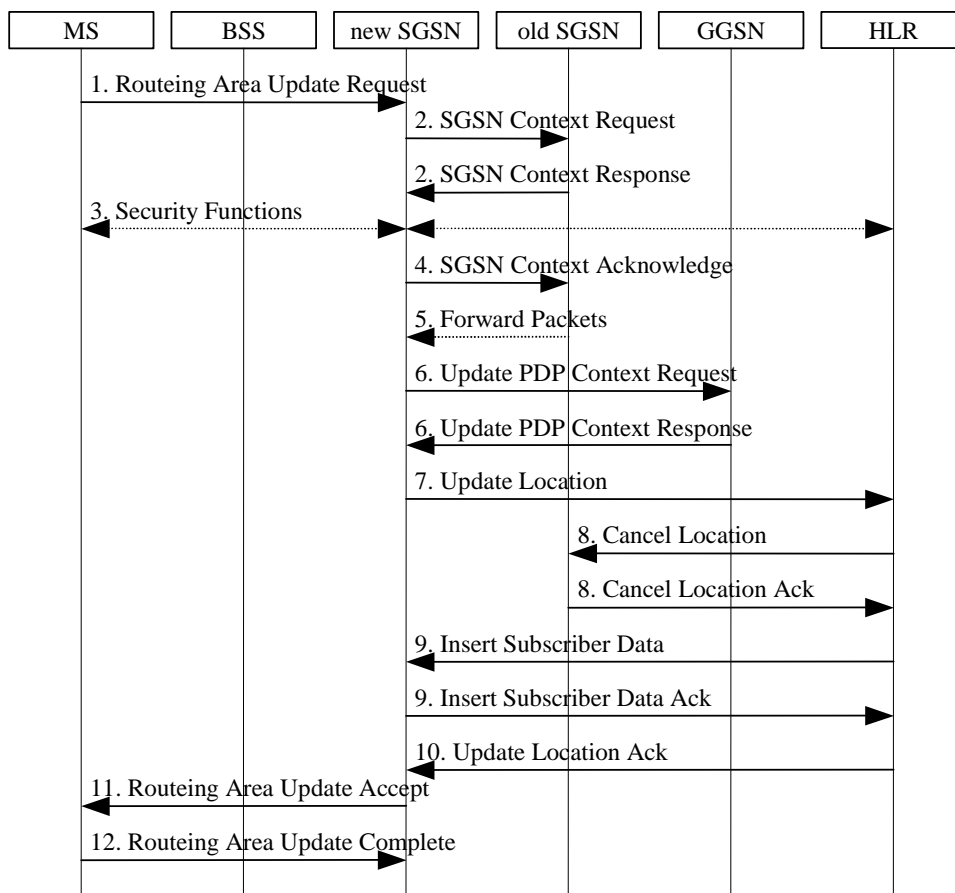 MS BSS new SGSN old SGSN GGSN HLR
1. Routeing Area Update Request
2. SGSN Context Request
2. SGSN Context Response
3. Security Functions
4. SGSN Context Acknowledge
5. Forward Packets
6. Update PDP Context Request
6. Update PDP Context Response
7. Update Location
8. Cancel Location
8. Cancel Location Ack
9. Insert Subscriber Data
9. Insert Subscriber Data Ack
10. Update Location Ack
11. Routeing Area Update Accept
12. Routeing Area Update Complete